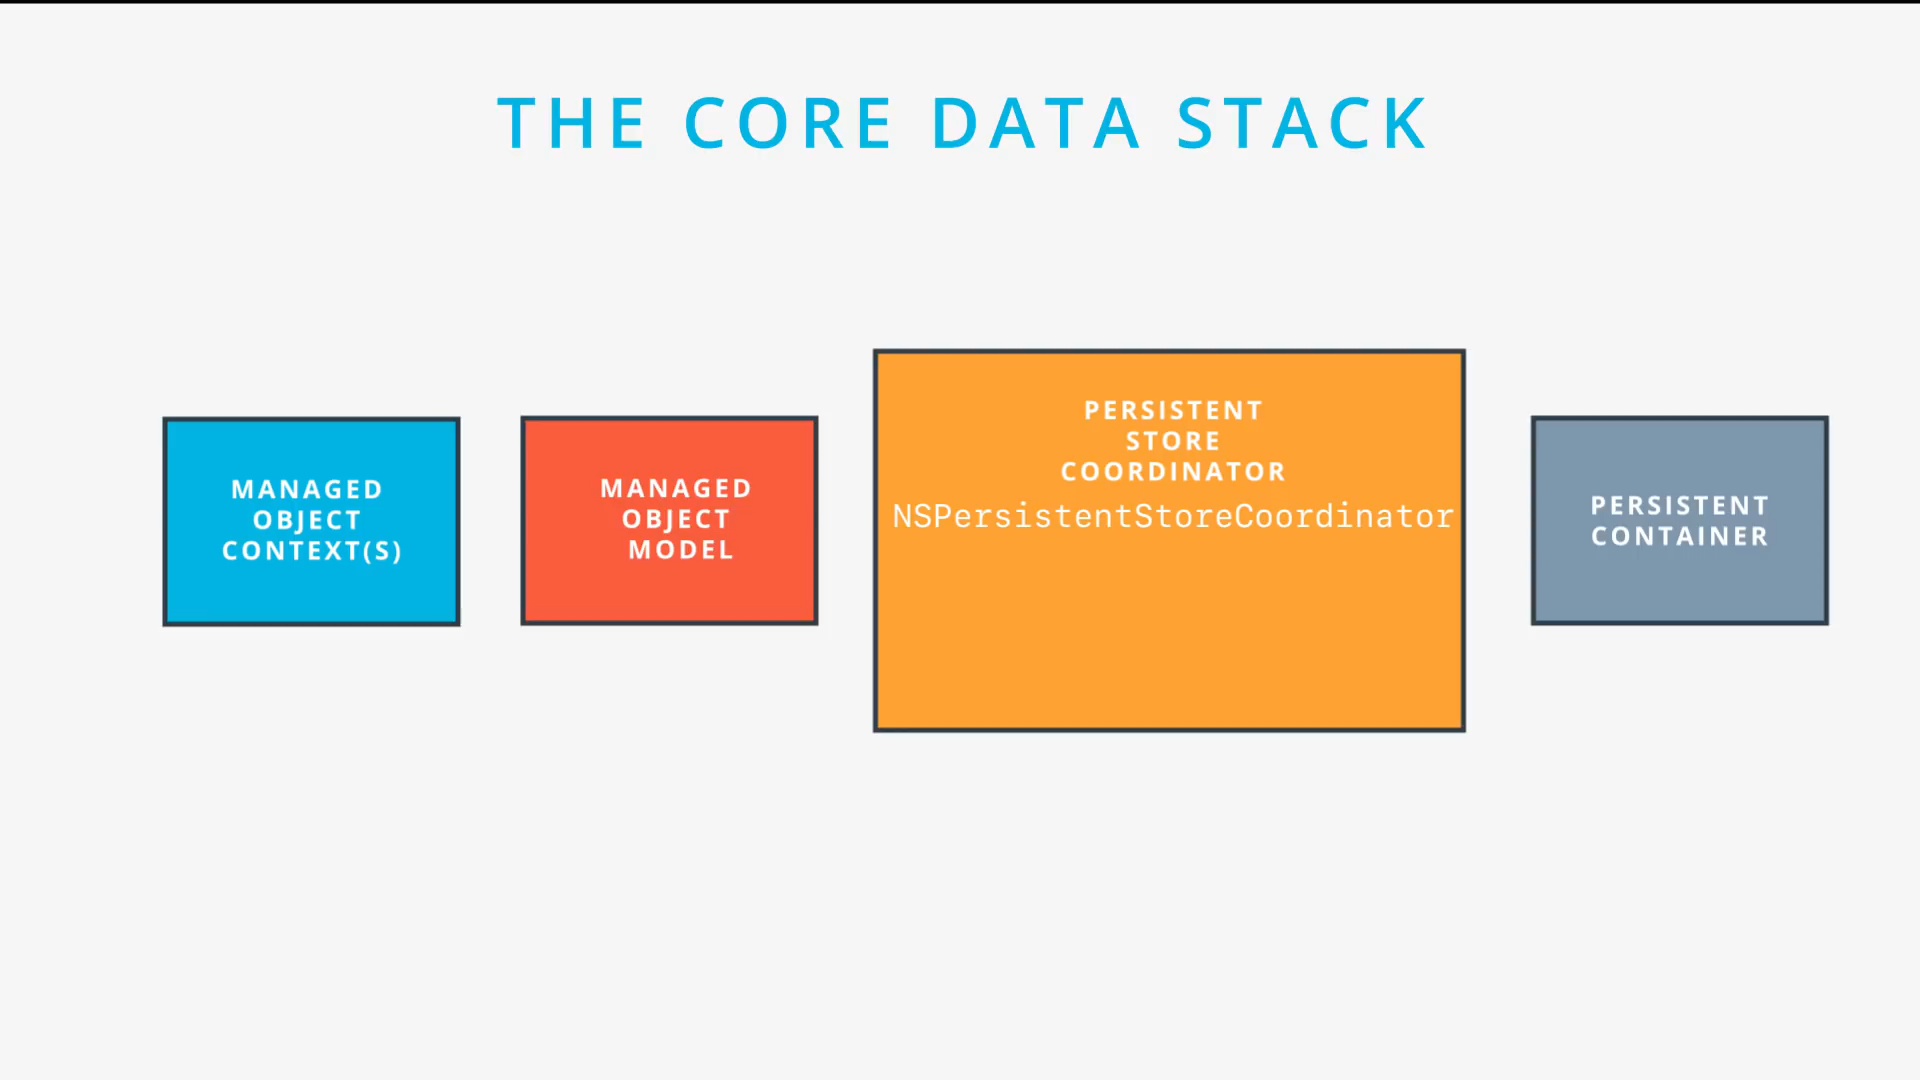 THE CORE DATA STACK
MANAGED
OBJECT
CONTEXT(S)
MANAGED
OBJECT
MODEL
PERSISTENT
STORE
COORDINATOR
NSPersistentStoreCoordinator
PERSISTENT
CONTAINER